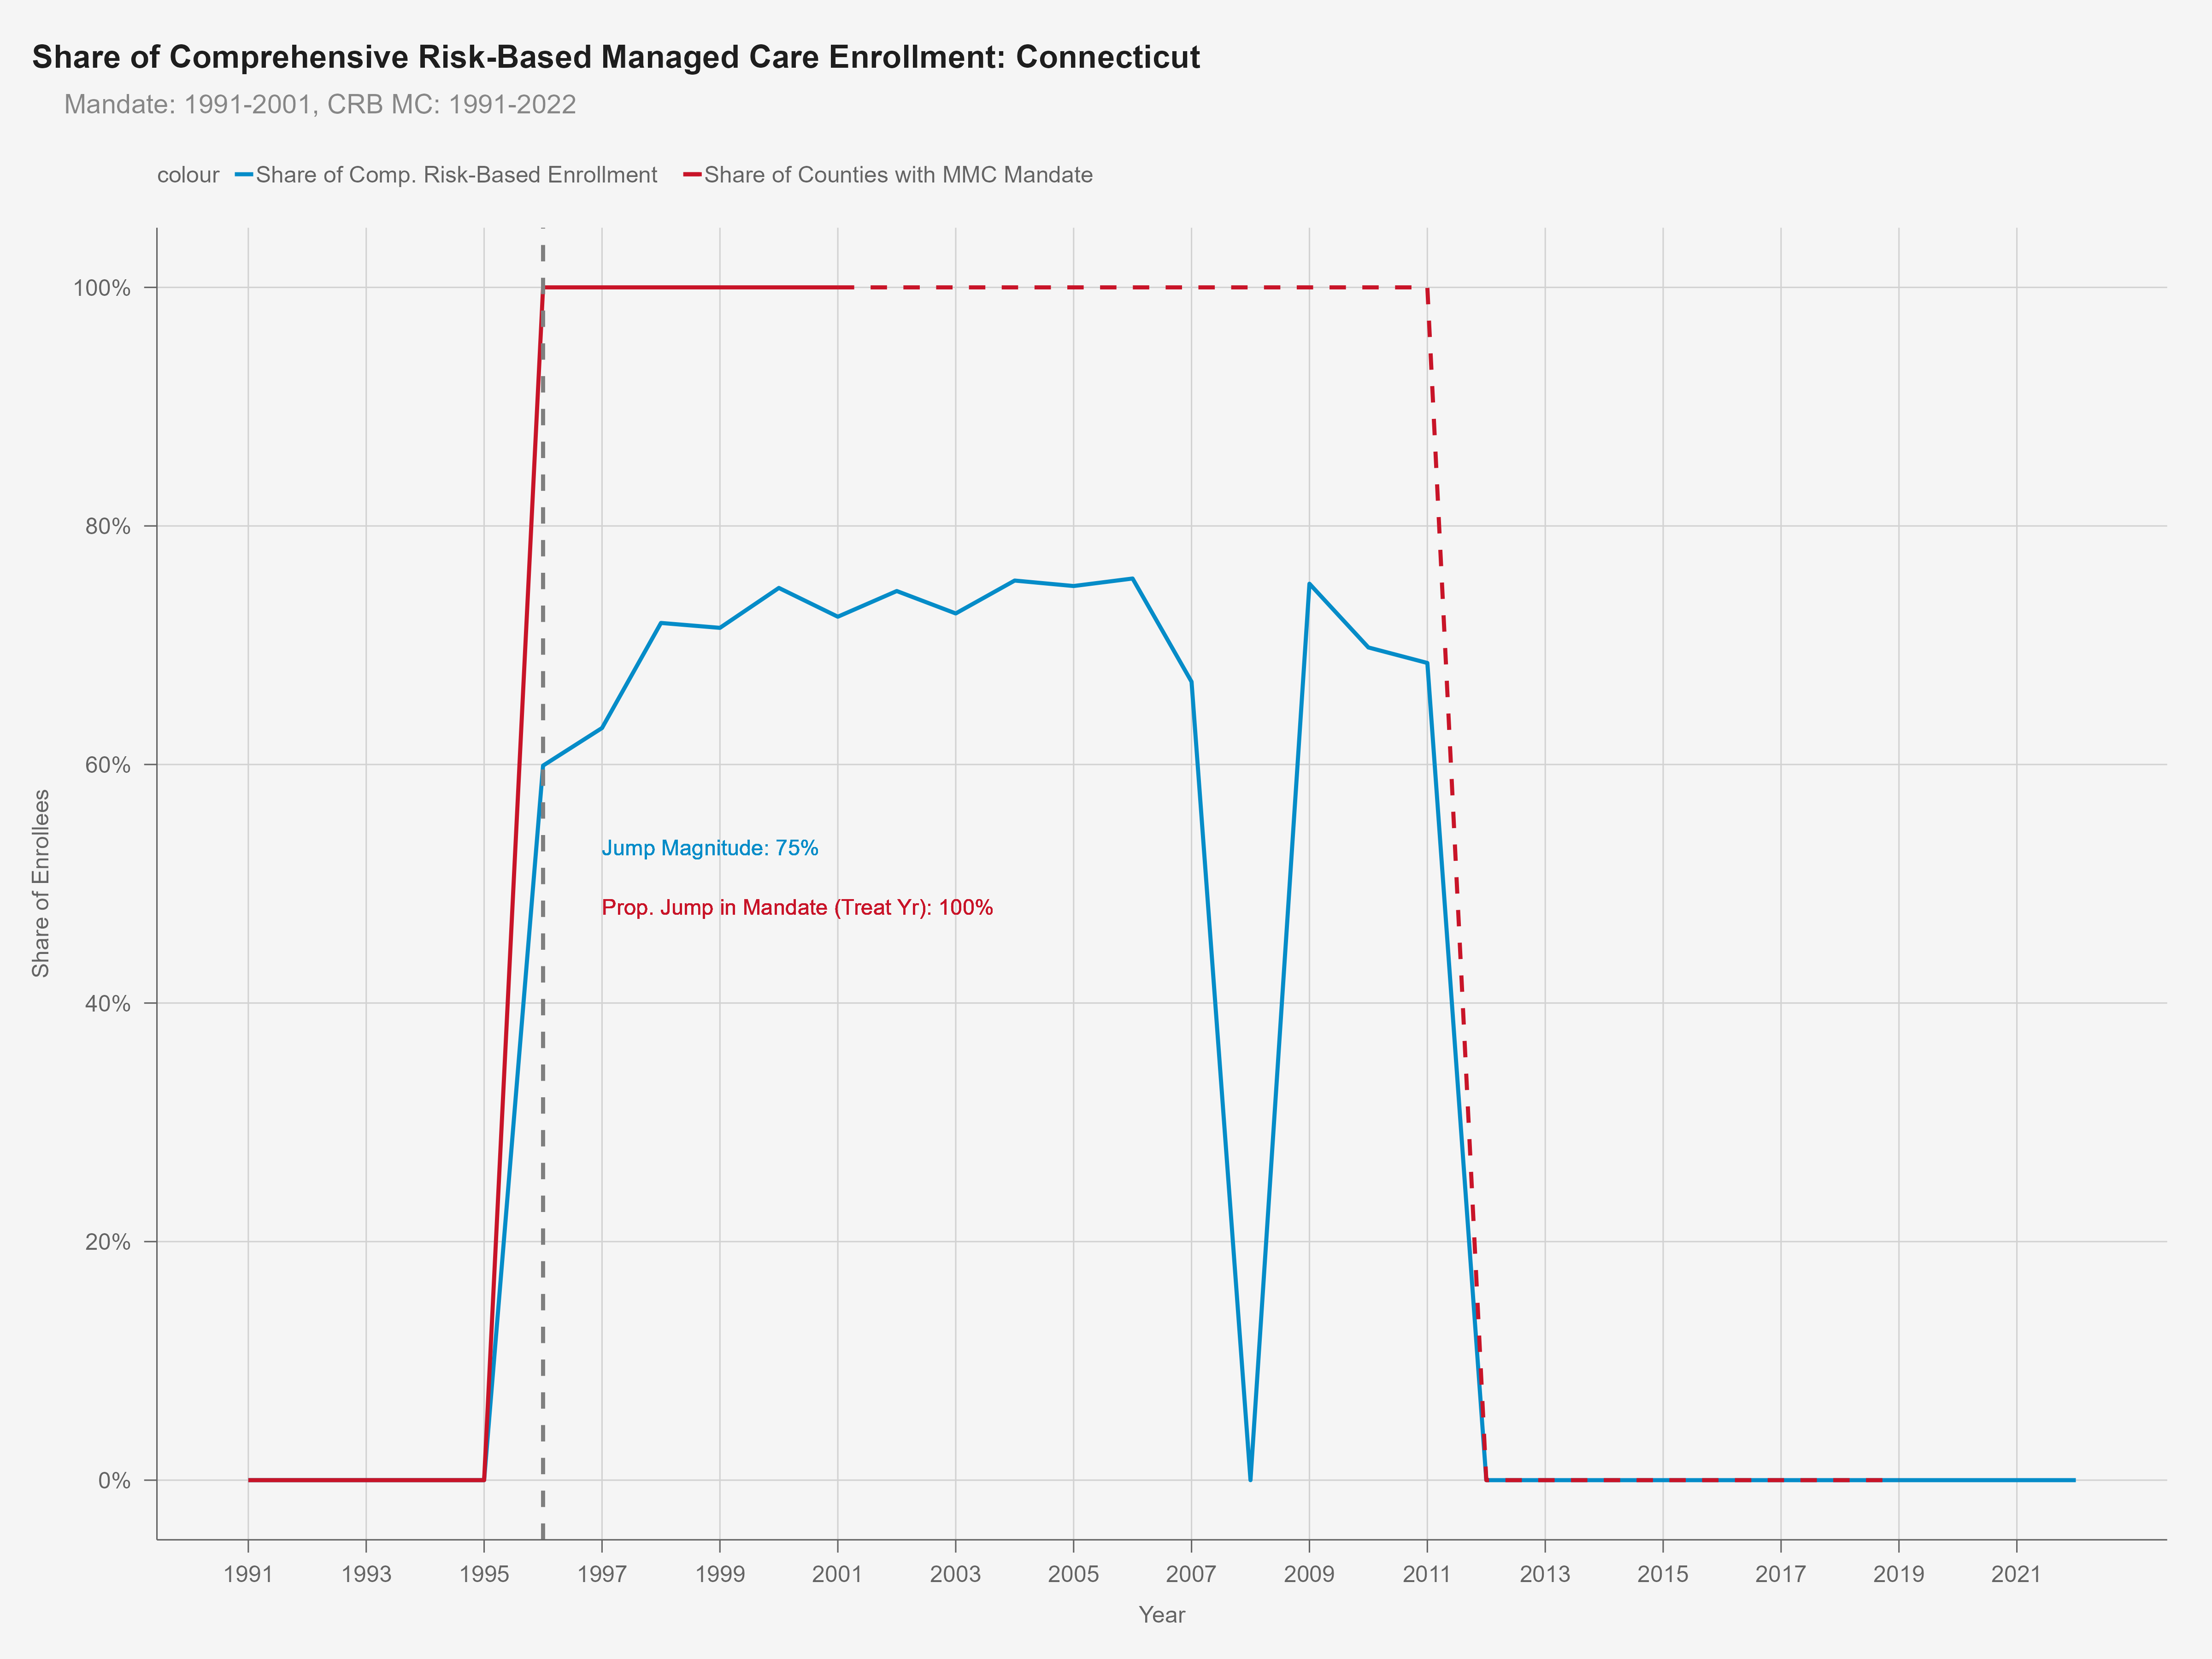 Share of Comprehensive Risk-Based Managed Care Enrollment: Connecticut
Mandate: 1991-2001, CRB MC: 1991-2022
colour Share of Comp. Risk-Based Enrollment Share of Counties with MMC Mandate
100%
80%
60%
40%
20%
0%
Share of Enrollees
Jump Magnitude: 75%
Prop. Jump in Mandate (Treat Yr): 100%
1991 1993 1995 1997 1999 2001 2003 2005 2007 2009 2011 2013 2015 2017 2019 2021
Year